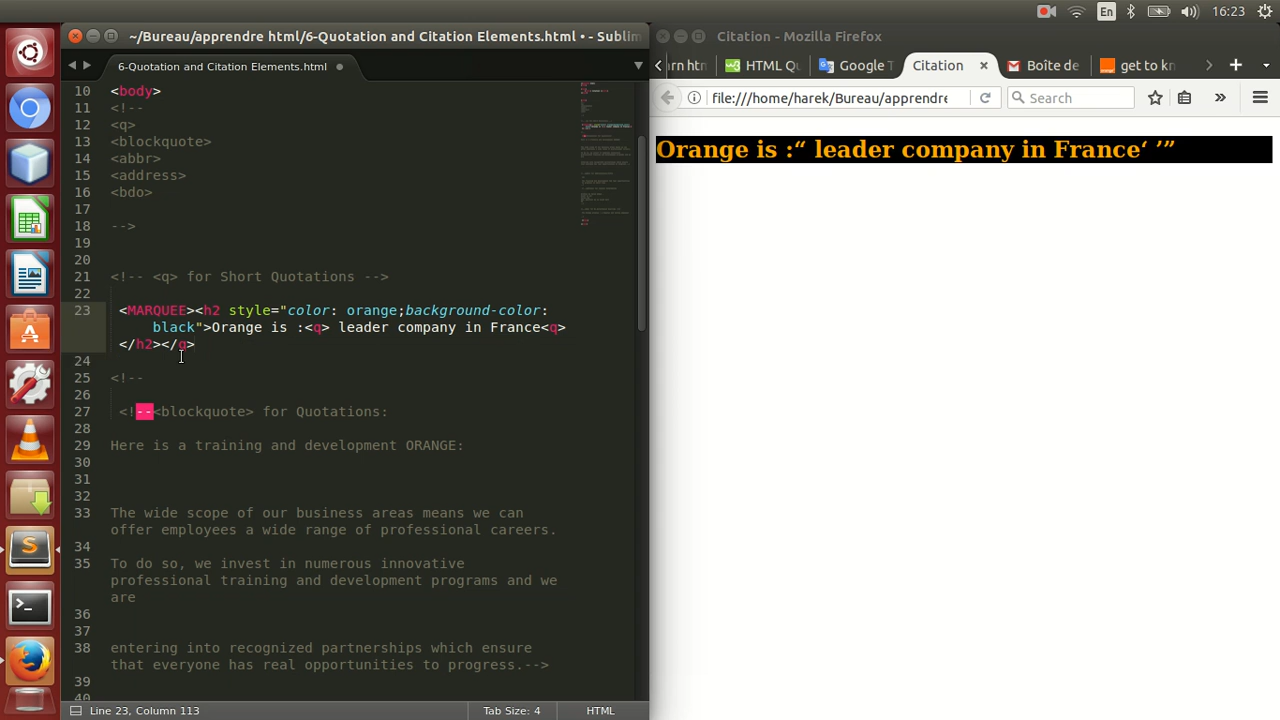 En
16:23
~/Bureau/apprendre html/6-Quotation and Citation Elements.html • - Sublim
Citation - Mozilla Firefox
6-Quotation and Citation Elements.html
rn htn
HTML Qu
Google T
Citation
Boîte de
get to kn
file:///home/harek/Bureau/apprendre
Search
10 <body>
11 <!--
12 <q>
13 <blockquote>
14 <abbr>
15 <address>
16 <bdo>
17
18 -->
19
20
21 <!-- <q> for Short Quotations -->
22
23 <MARQUEE><h2 style="color: orange;background-color:
black">Orange is :<q> leader company in France<q>
</h2></q>
24
25 <!--
26
27 <!--<blockquote> for Quotations:
28
29 Here is a training and development ORANGE:
30
31
32
33 The wide scope of our business areas means we can
offer employees a wide range of professional careers.
34
35 To do so, we invest in numerous innovative
professional training and development programs and we
are
36
37
38 entering into recognized partnerships which ensure
that everyone has real opportunities to progress.-->
39
40
Line 23, Column 113
Tab Size: 4
HTML
Orange is :“ leader company in France‘ ’”